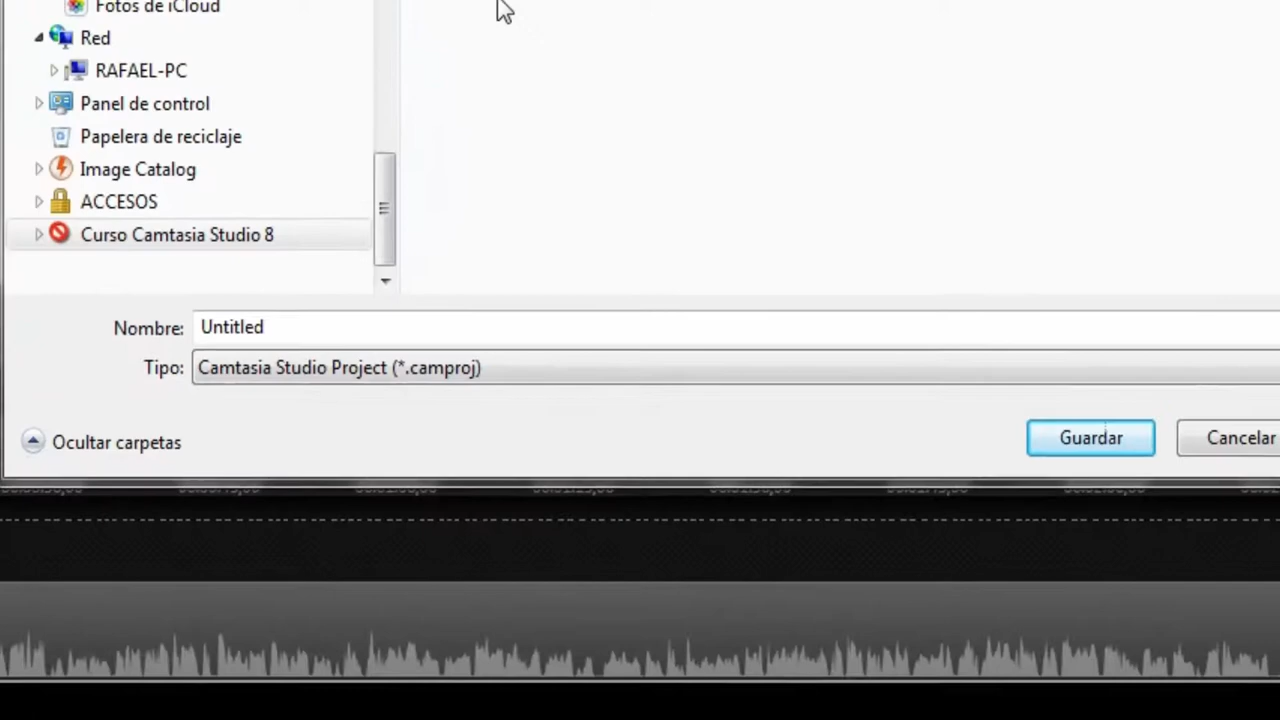 Fotos de iCloud
Red
RAFAEL-PC
Panel de control
Papelera de reciclaje
Image Catalog
ACCESOS
Curso Camtasia Studio 8
Nombre: Untitled
Tipo: Camtasia Studio Project (*.camproj)
Ocultar carpetas
Guardar
Cancelar